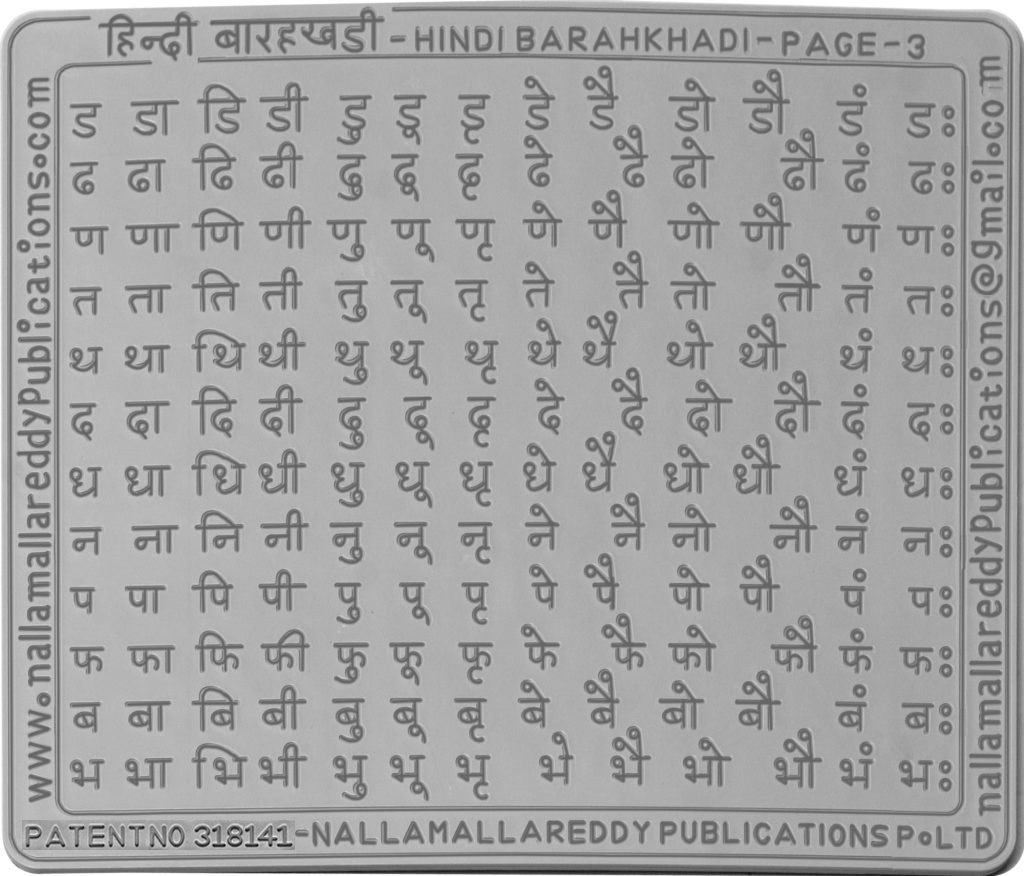 हिन्दी बारहखडी - HINDI BARAHKHADI - PAGE - 3
www.nallamallareddyPublications.com
ड डा डि डी डु डू डृ डे डै डो डौ डं डः
ढ ढा ढि ढी ढु ढू ढृ ढे ढै ढो ढौ ढं ढः
ण णा णि णी णु णू णृ णे णै णो णौ णं णः
त ता ति ती तु तू तृ ते तै तो तौ तं तः
थ था थि थी थु थू थृ थे थै थो थौ थं थः
द दा दि दी दु दू दृ दे दै दो दौ दं दः
ध धा धि धी धु धू धृ धे धै धो धौ धं धः
न ना नि नी नु नू नृ ने नै नो नौ नं नः
प पा पि पी पु पू पृ पे पै पो पौ पं पः
फ फा फि फी फु फू फृ फे फै फो फौ फं फः
ब बा बि बी बु बू बृ बे बै बो बौ बं बः
भ भा भि भी भु भू भृ भे भै भो भौ भं भः
nallamallareddyPublications@gmail.com
PATENT NO 318141-NALLAMALLAREDDY PUBLICATIONS P.LTD